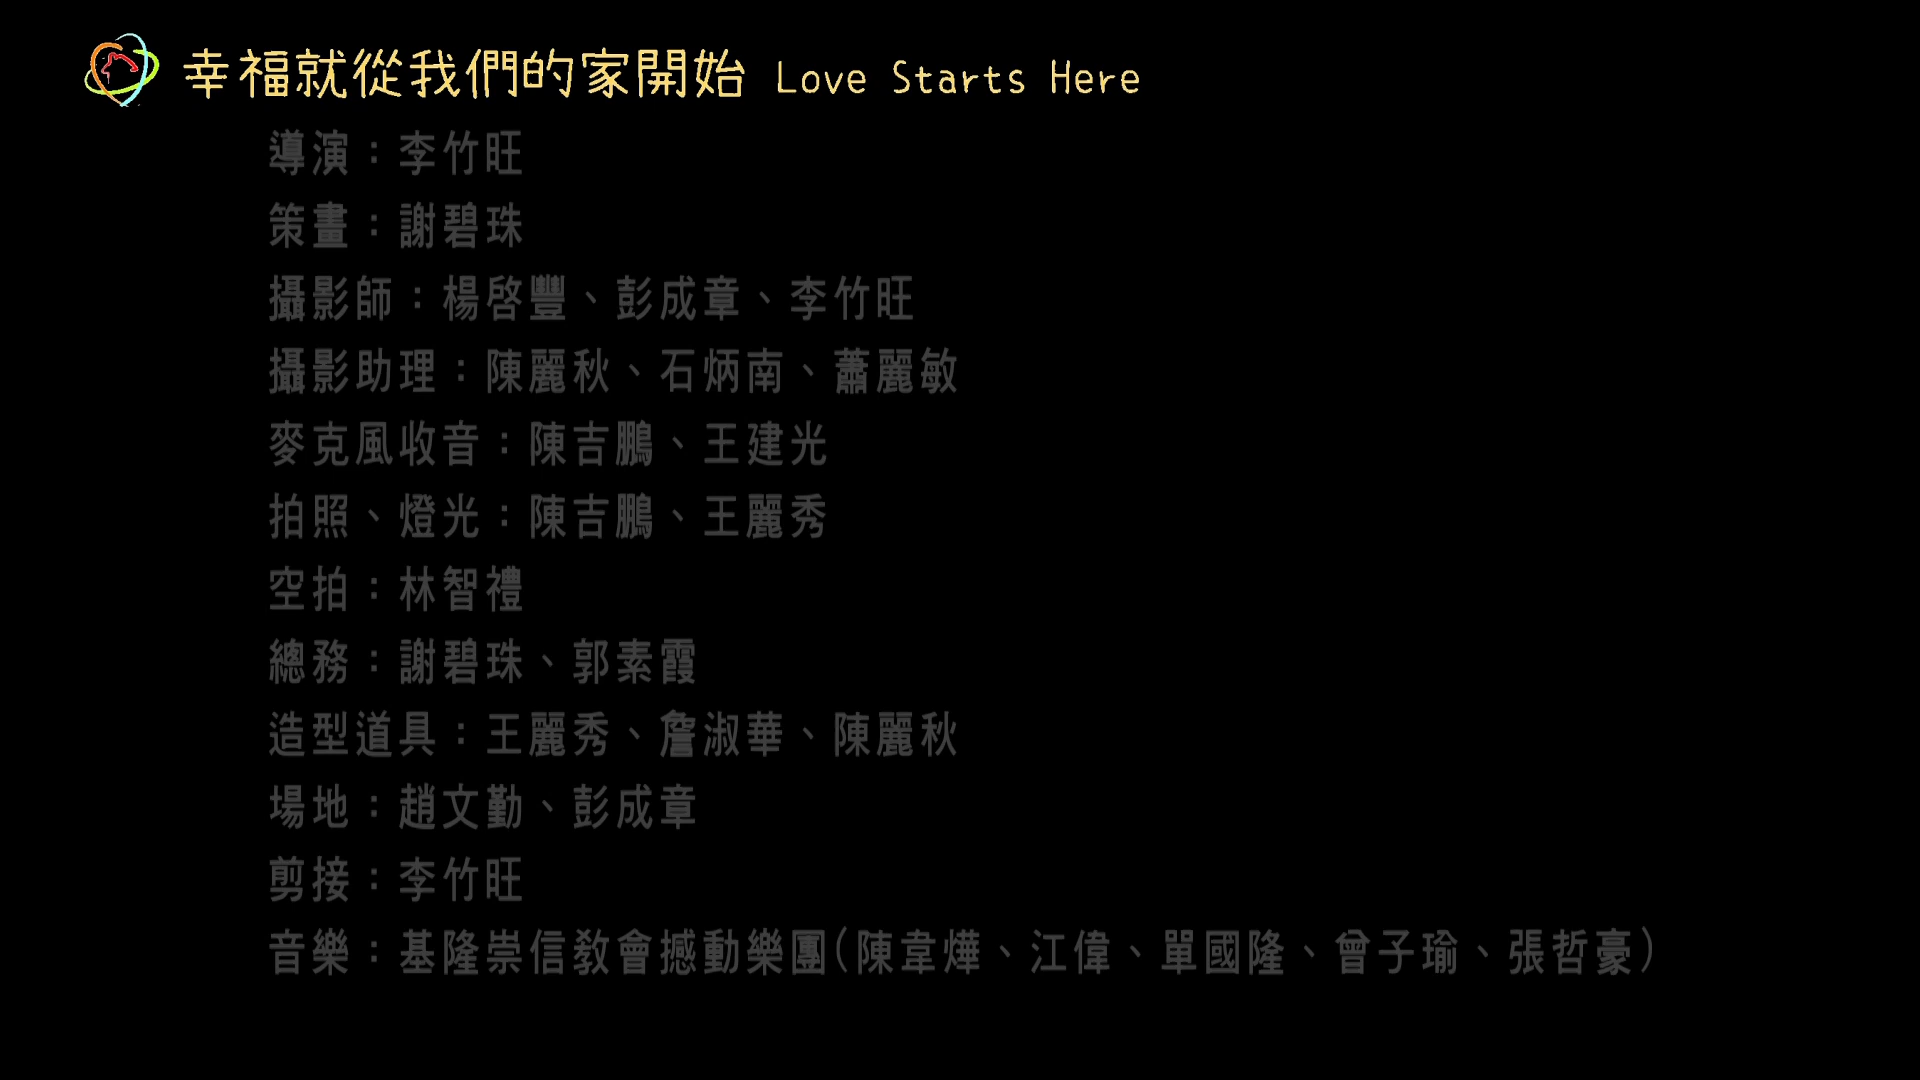 幸福就從我們的家開始 Love Starts Here
導演：李竹旺
策畫：謝碧珠
攝影師：楊啓豐、彭成章、李竹旺
攝影助理：陳麗秋、石炳南、蕭麗敏
麥克風收音：陳吉鵬、王建光
拍照、燈光：陳吉鵬、王麗秀
空拍：林智禮
總務：謝碧珠、郭素霞
造型道具：王麗秀、詹淑華、陳麗秋
場地：趙文勤、彭成章
剪接：李竹旺
音樂：基隆崇信教會撼動樂團(陳韋燁、江偉、單國隆、曾子瑜、張哲豪)